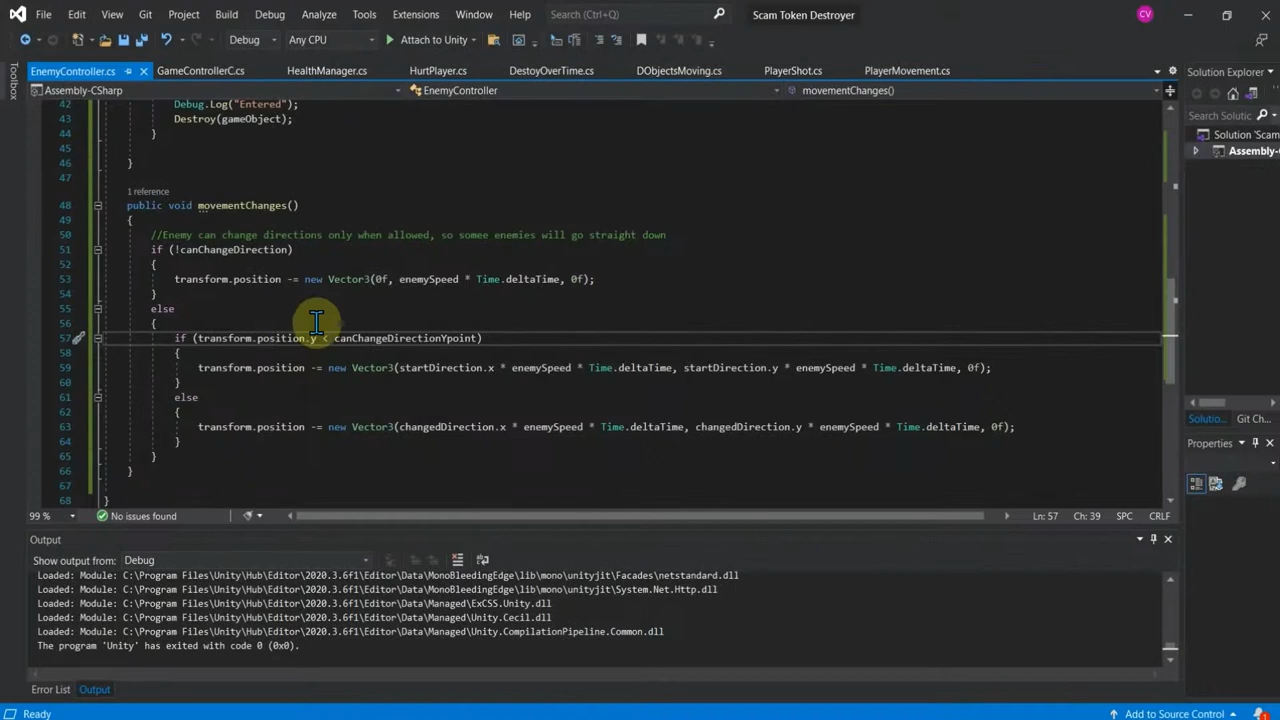 File Edit View Git Project Build Debug Analyze Tools Extensions Window Help Search (Ctrl+Q) Scam Token Destroyer CV
Debug Any CPU Attach to Unity
Toolbox
EnemyController.cs GameControllerC.cs HealthManager.cs HurtPlayer.cs DestoyOverTime.cs DObjectsMoving.cs PlayerShot.cs PlayerMovement.cs
Assembly-CSharp EnemyController movementChanges()
42 Debug.Log("Entered");
43 Destroy(gameObject);
44 }
45
46 }
47
1 reference
48 public void movementChanges()
49 {
50 //Enemy can change directions only when allowed, so somee enemies will go straight down
51 if (!canChangeDirection)
52 {
53 transform.position -= new Vector3(0f, enemySpeed * Time.deltaTime, 0f);
54 }
55 else
56 {
57 if (transform.position.y < canChangeDirectionYpoint)
58 {
59 transform.position -= new Vector3(startDirection.x * enemySpeed * Time.deltaTime, startDirection.y * enemySpeed * Time.deltaTime, 0f);
60 }
61 else
62 {
63 transform.position -= new Vector3(changedDirection.x * enemySpeed * Time.deltaTime, changedDirection.y * enemySpeed * Time.deltaTime, 0f);
64 }
65 }
66 }
67
68 }
99 % No issues found Ln: 57 Ch: 39 SPC CRLF
Output
Show output from: Debug
Loaded: Module: C:\Program Files\Unity\Hub\Editor\2020.3.6f1\Editor\Data\MonoBleedingEdge\lib\mono\unityjit\Facades\netstandard.dll
Loaded: Module: C:\Program Files\Unity\Hub\Editor\2020.3.6f1\Editor\Data\MonoBleedingEdge\lib\mono\unityjit\System.Net.Http.dll
Loaded: Module: C:\Program Files\Unity\Hub\Editor\2020.3.6f1\Editor\Data\Managed\ExCSS.Unity.dll
Loaded: Module: C:\Program Files\Unity\Hub\Editor\2020.3.6f1\Editor\Data\Managed\Unity.Cecil.dll
Loaded: Module: C:\Program Files\Unity\Hub\Editor\2020.3.6f1\Editor\Data\Managed\Unity.CompilationPipeline.Common.dll
The program 'Unity' has exited with code 0 (0x0).
Error List Output
Solution Explorer
Search Solutic
Solution 'Scam
Assembly-
Solutio... Git Ch...
Properties
Ready Add to Source Control 1